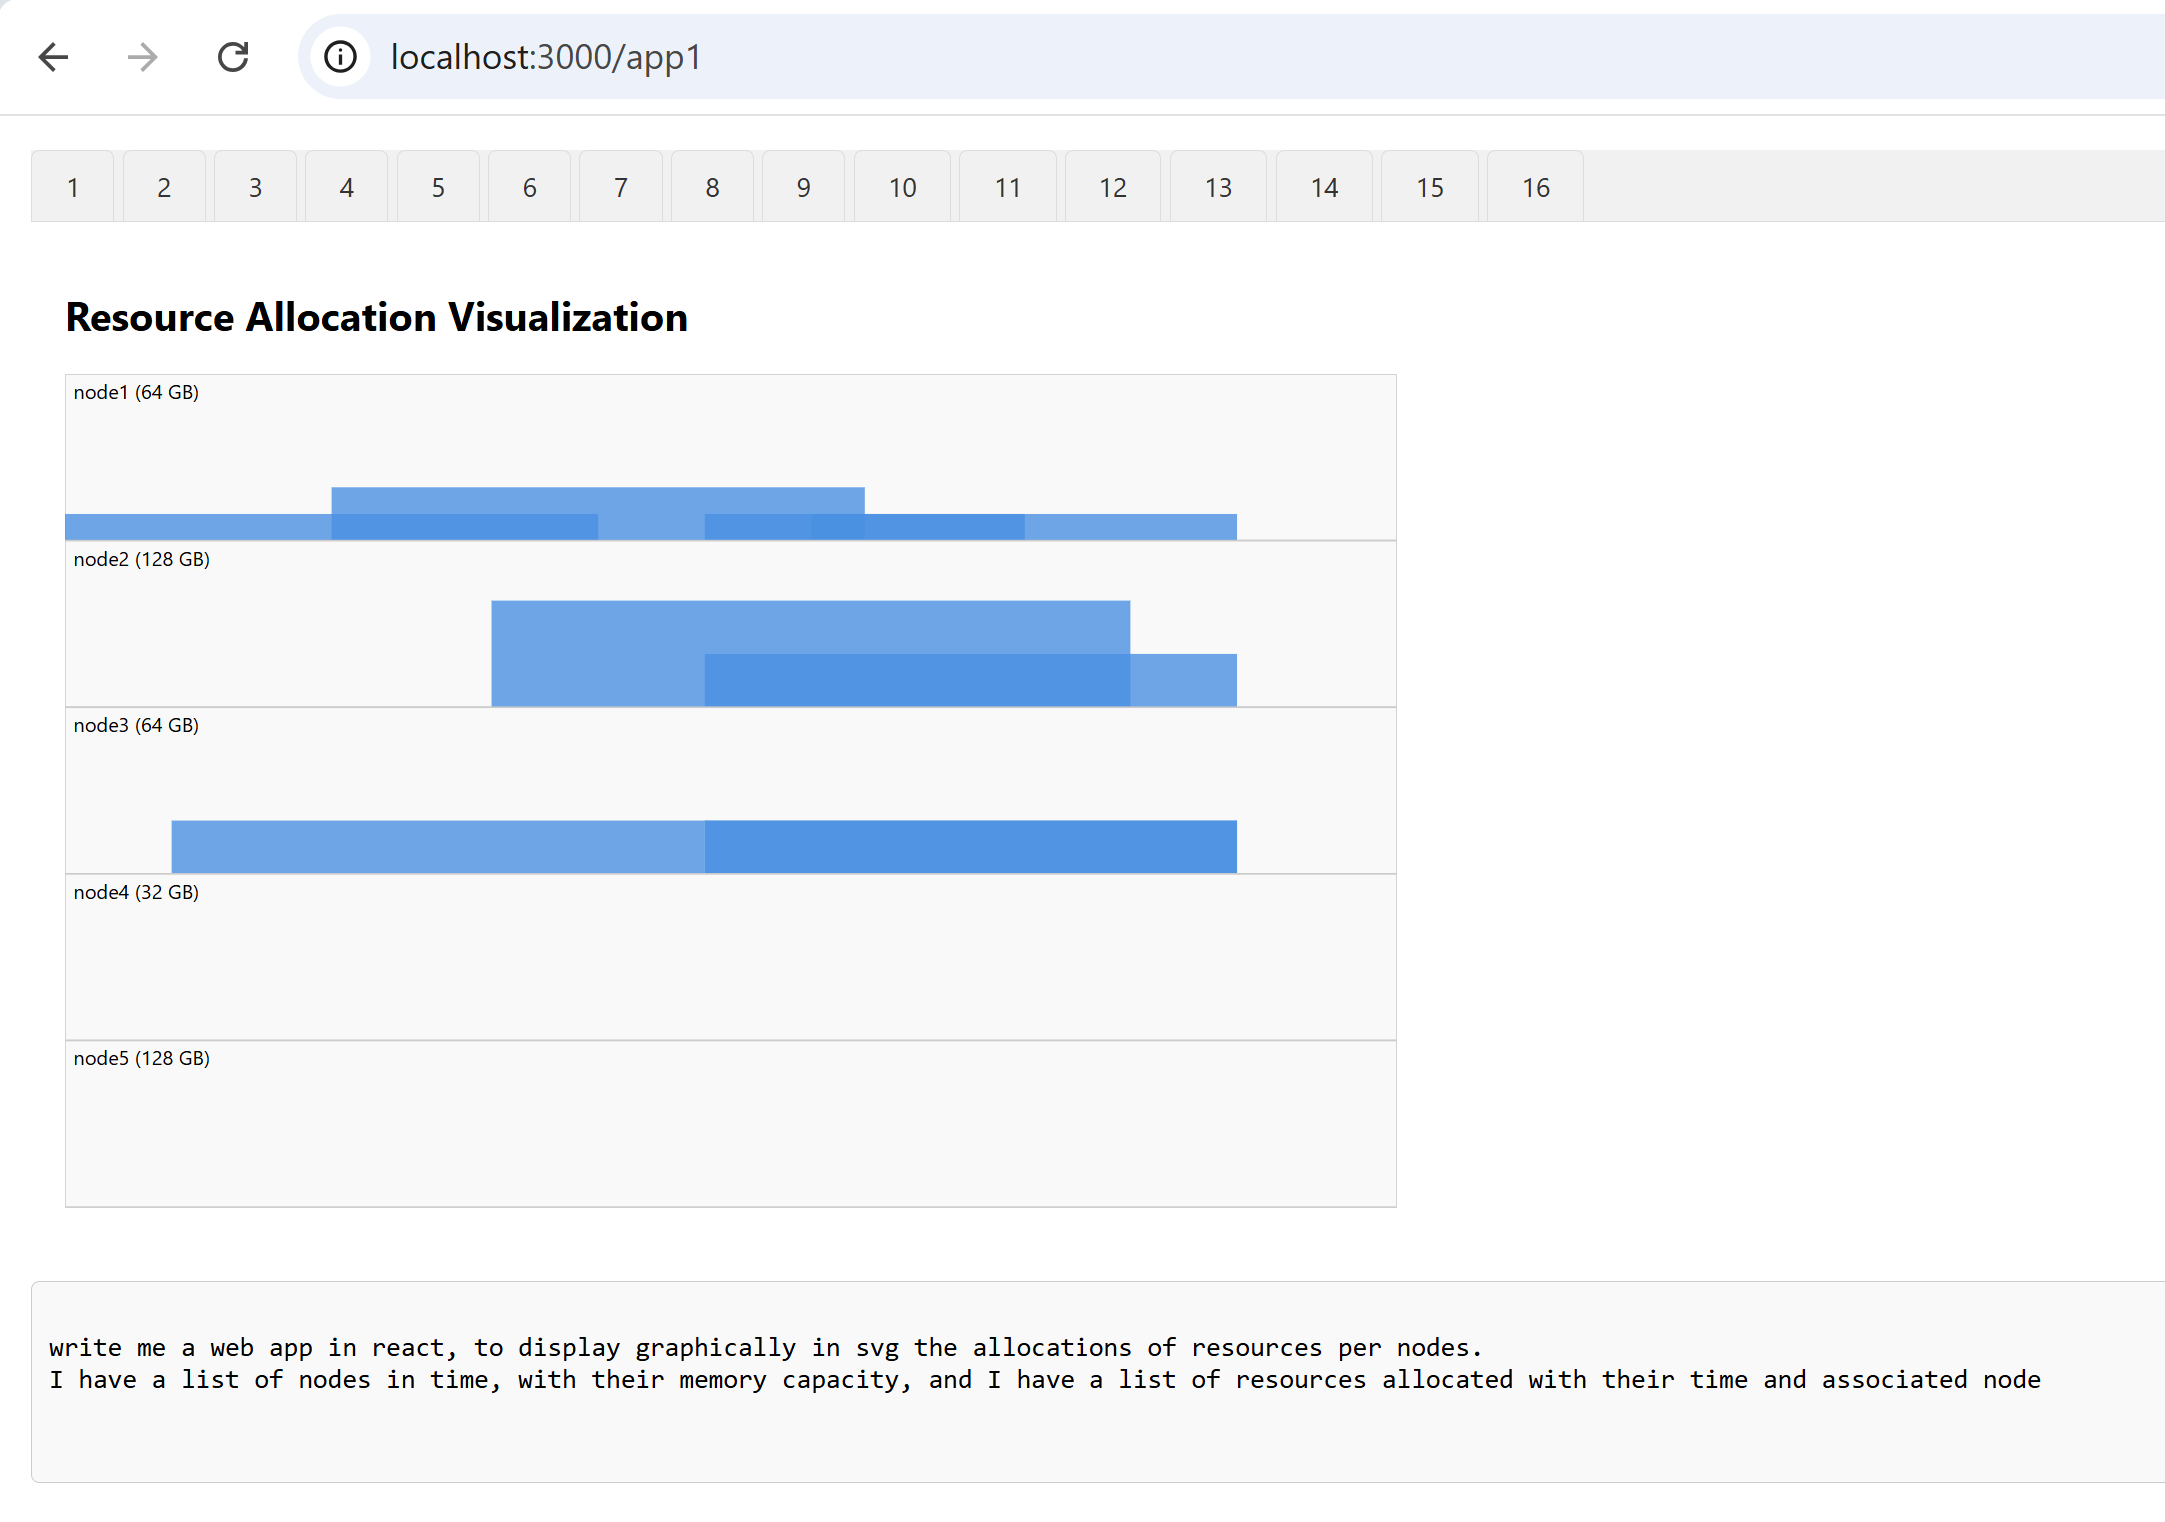 localhost:3000/app1
1 2 3 4 5 6 7 8 9 10 11 12 13 14 15 16
Resource Allocation Visualization
node1 (64 GB)
node2 (128 GB)
node3 (64 GB)
node4 (32 GB)
node5 (128 GB)
write me a web app in react, to display graphically in svg the allocations of resources per nodes.
I have a list of nodes in time, with their memory capacity, and I have a list of resources allocated with their time and associated node